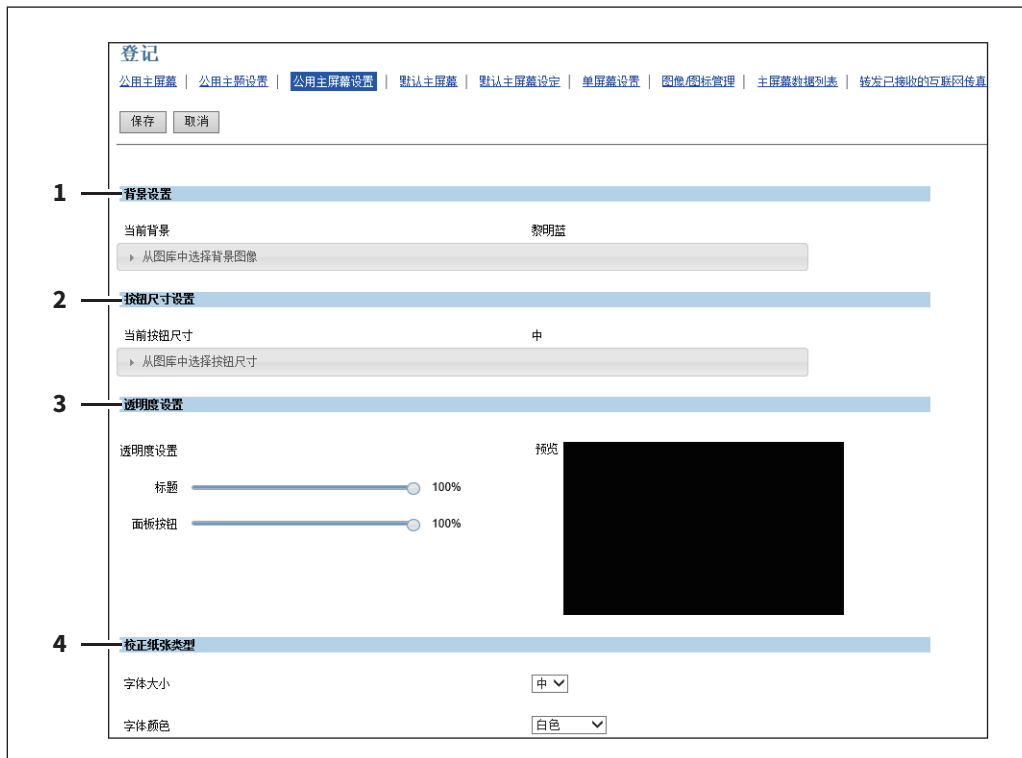 登记
公用主屏幕 | 公用主题设置 | 公用主屏幕设置 | 默认主屏幕 | 默认主屏幕设定 | 单屏幕设置 | 图像/图标管理 | 主屏幕数据列表 | 转发已接收的互联网传真
保存 取消
1 背景设置
当前背景 黎明蓝
从图库中选择背景图像
2 按钮尺寸设置
当前按钮尺寸 中
从图库中选择按钮尺寸
3 透明度设置
透明度设置 预览
标题 100%
面板按钮 100%
4 校正纸张类型
字体大小 中
字体颜色 白色